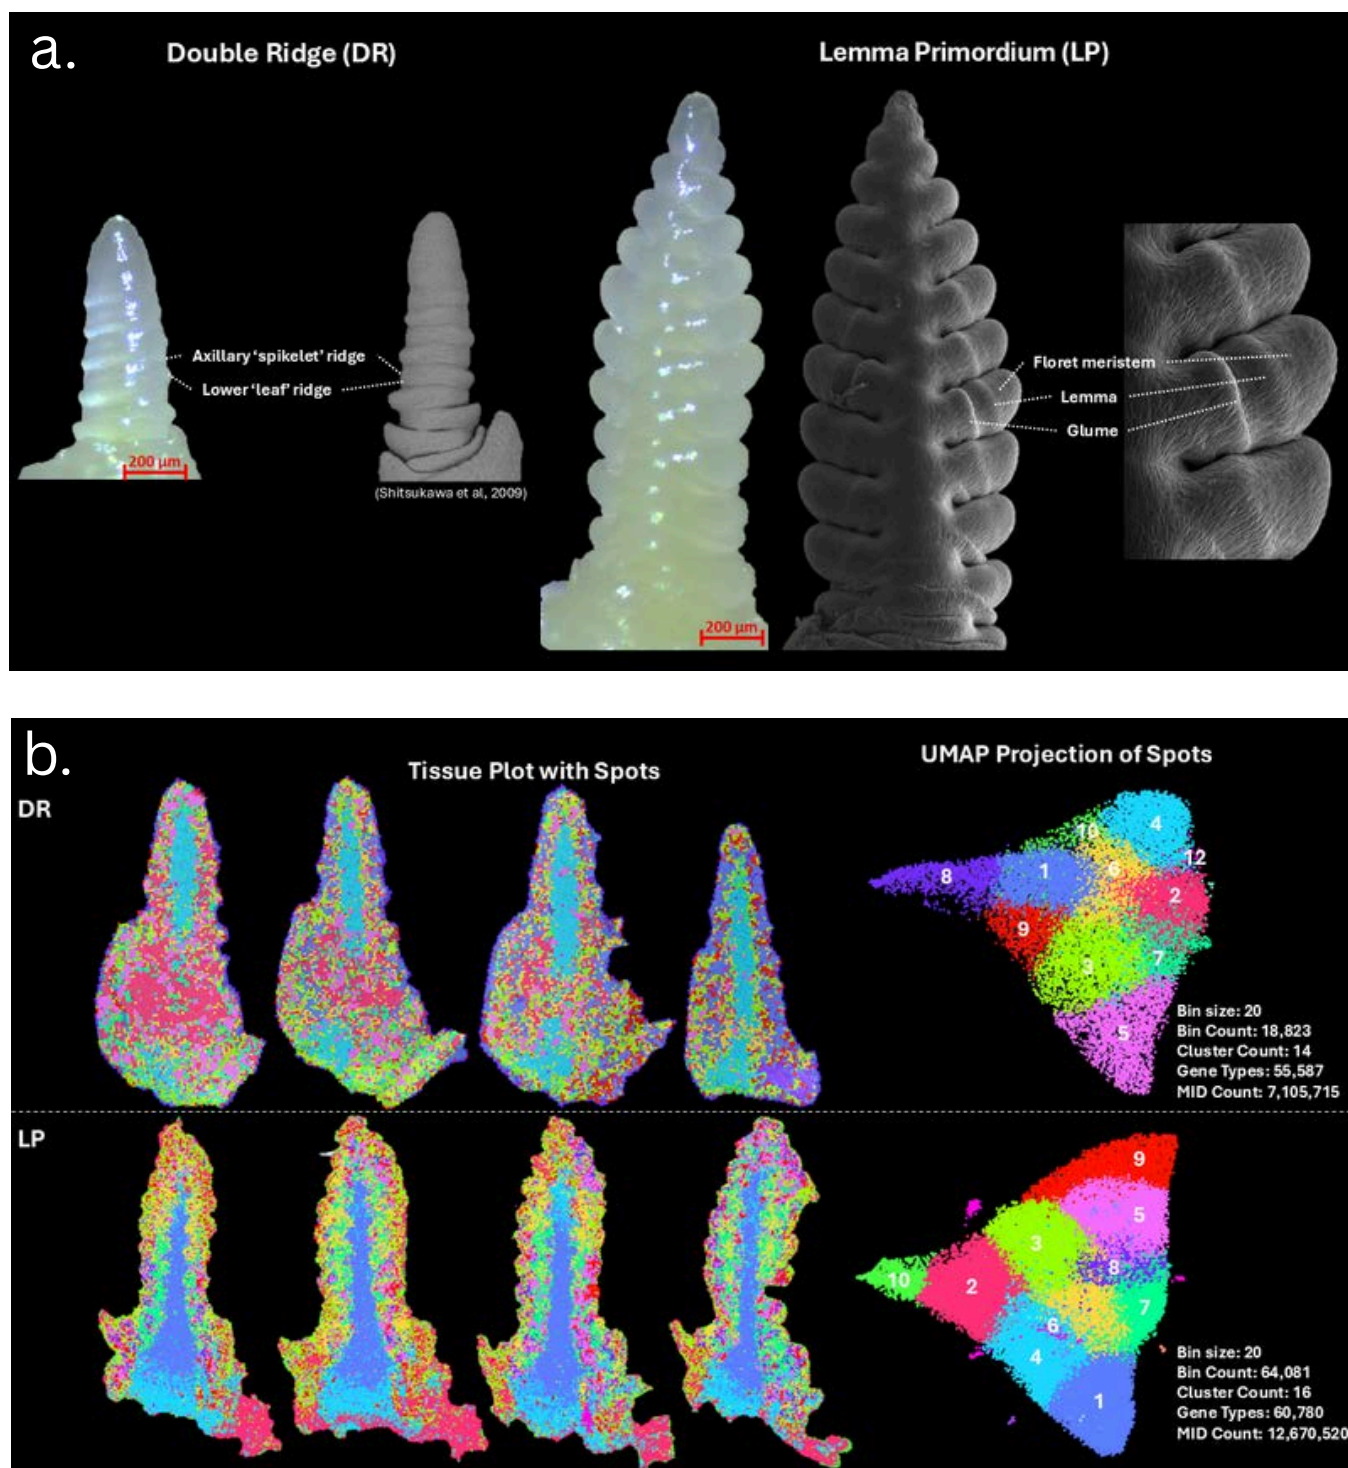 a.
Double Ridge (DR)
Lemma Primordium (LP)
Axillary ‘spikelet’ ridge
Lower ‘leaf’ ridge
200 µm
(Shitsukawa et al, 2009)
200 µm
Floret meristem
Lemma
Glume
b.
Tissue Plot with Spots
UMAP Projection of Spots
DR
10
4
12
8
1
6
2
9
3
7
5
Bin size: 20
Bin Count: 18,823
Cluster Count: 14
Gene Types: 55,587
MID Count: 7,105,715
LP
9
5
3
8
10
2
7
6
4
1
Bin size: 20
Bin Count: 64,081
Cluster Count: 16
Gene Types: 60,780
MID Count: 12,670,520